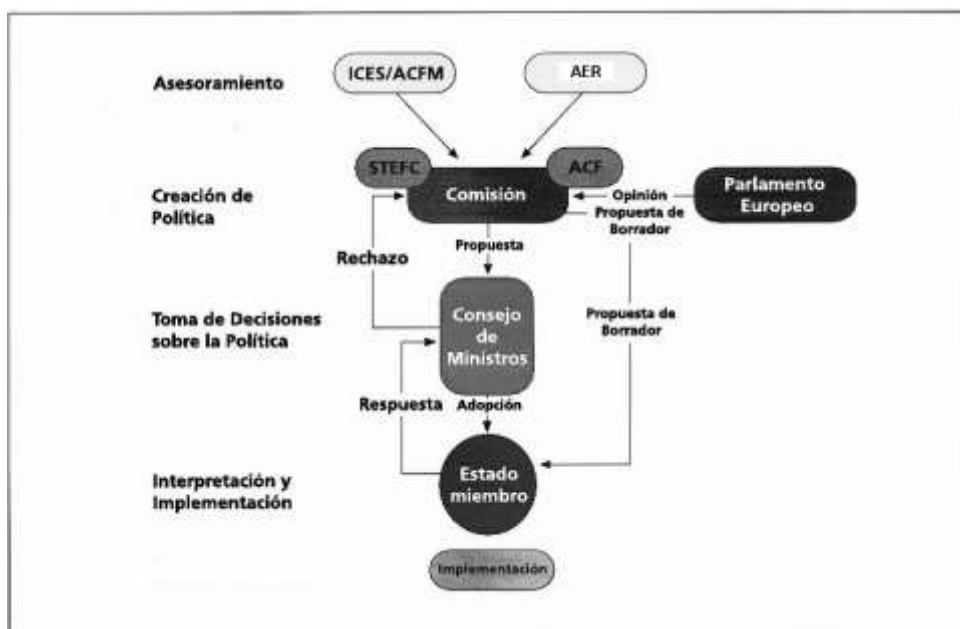 Asesoramiento
ICES/ACFM
AER
STEFC
ACF
Comisión
Creación de
Política
Opinión
Propuesta de
Borrador
Parlamento
Europeo
Propuesta
Rechazo
Toma de Decisiones
sobre la Política
Consejo
de
Ministros
Propuesta de
Borrador
Respuesta
Adopción
Interpretación y
Implementación
Estado
miembro
Implementación